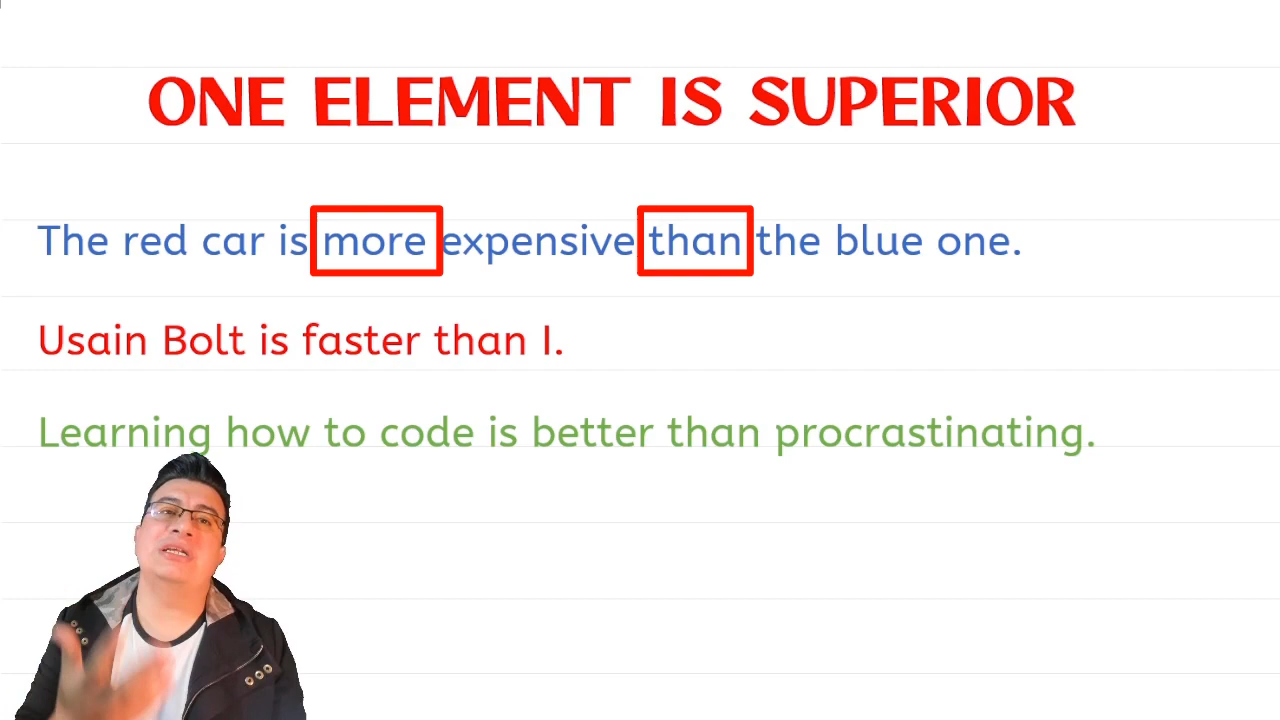 ONE ELEMENT IS SUPERIOR
The red car is more expensive than the blue one.
Usain Bolt is faster than I.
Learning how to code is better than procrastinating.